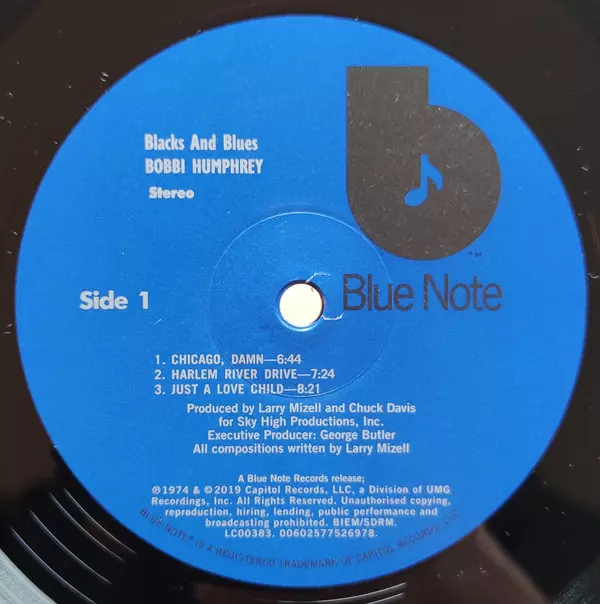 Blacks And Blues
BOBBI HUMPHREY
Stereo
TM
Blue Note
Side 1
1. CHICAGO, DAMN—6:44
2. HARLEM RIVER DRIVE—7:24
3. JUST A LOVE CHILD—8:21
Produced by Larry Mizell and Chuck Davis
for Sky High Productions, Inc.
Executive Producer: George Butler
All compositions written by Larry Mizell
A Blue Note Records release;
℗1974 & ©2019 Capitol Records, LLC, a Division of UMG
Recordings, Inc. All Rights Reserved. Unauthorised copying,
reproduction, hiring, lending, public performance and
broadcasting prohibited. BIEM/SDRM.
LC00383. 00602577526978.
BLUE NOTE® IS A REGISTERED TRADEMARK OF CAPITOL RECORDS, LLC